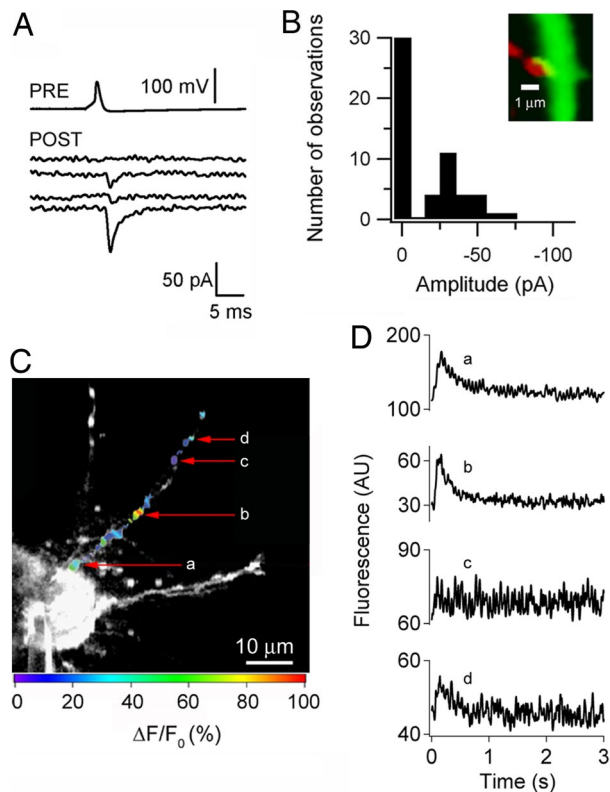 A
PRE
100 mV
POST
50 pA
5 ms
B
Number of observations
30
20
10
0
0
-50
-100
Amplitude (pA)
1 μm
C
d
c
b
a
10 μm
0
20
40
60
80
100
ΔF/F0 (%)
D
200
100
a
60
30
b
90
60
c
60
40
d
Fluorescence (AU)
0
1
2
3
Time (s)